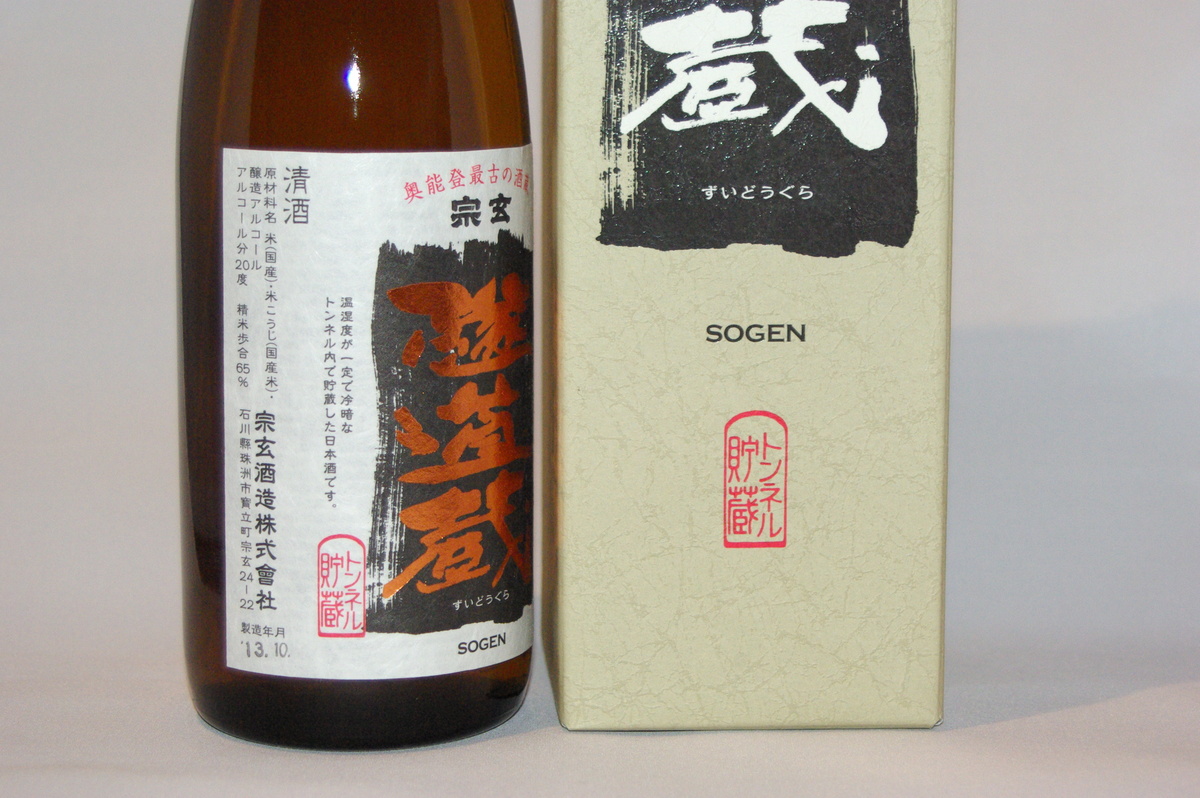 清酒
原材料名 米(国産)・米こうじ(国産米)・
醸造アルコール
アルコール分20度 精米歩合65%
宗玄酒造株式會社
石川縣珠洲市寳立町宗玄24-22
製造年月
'13.10.
温湿度が一定で冷暗な
トンネル内で貯蔵した日本酒です。
トンネル
貯蔵
奥能登最古の酒蔵
宗玄
隧道蔵
ずいどうぐら
SOGEN
蔵
ずいどうぐら
SOGEN
トンネル
貯蔵